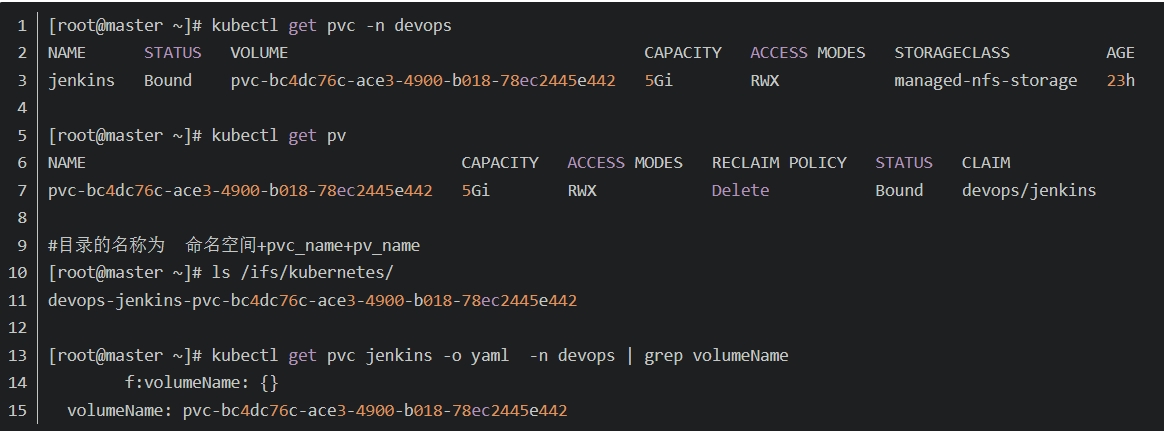 1 [root@master ~]# kubectl get pvc -n devops
2 NAME STATUS VOLUME CAPACITY ACCESS MODES STORAGECLASS AGE
3 jenkins Bound pvc-bc4dc76c-ace3-4900-b018-78ec2445e442 5Gi RWX managed-nfs-storage 23h
4
5 [root@master ~]# kubectl get pv
6 NAME CAPACITY ACCESS MODES RECLAIM POLICY STATUS CLAIM
7 pvc-bc4dc76c-ace3-4900-b018-78ec2445e442 5Gi RWX Delete Bound devops/jenkins
8
9 #目录的名称为 命名空间+pvc_name+pv_name
10 [root@master ~]# ls /ifs/kubernetes/
11 devops-jenkins-pvc-bc4dc76c-ace3-4900-b018-78ec2445e442
12
13 [root@master ~]# kubectl get pvc jenkins -o yaml -n devops | grep volumeName
14 f:volumeName: {}
15 volumeName: pvc-bc4dc76c-ace3-4900-b018-78ec2445e442